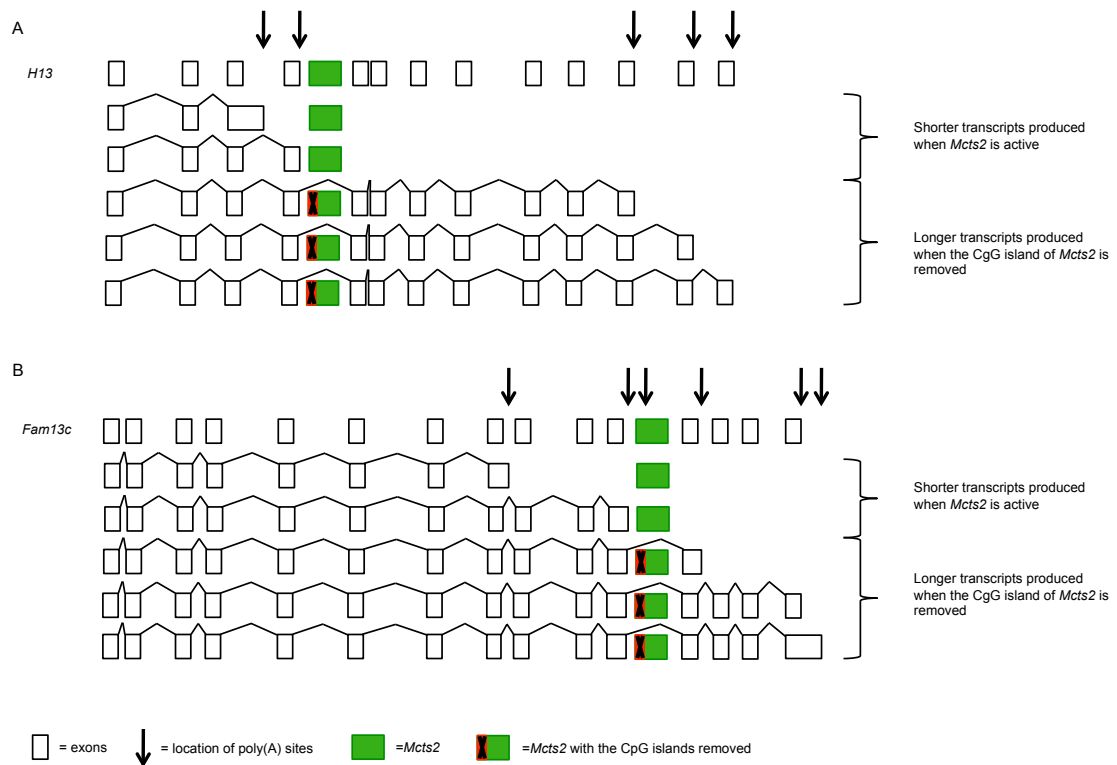 A
H13
Shorter transcripts produced
when Mcts2 is active
Longer transcripts produced
when the CgG island of Mcts2 is
removed
B
Fam13c
Shorter transcripts produced
when Mcts2 is active
Longer transcripts produced
when the CgG island of Mcts2 is
removed
= exons
= location of poly(A) sites
=Mcts2
=Mcts2 with the CpG islands removed